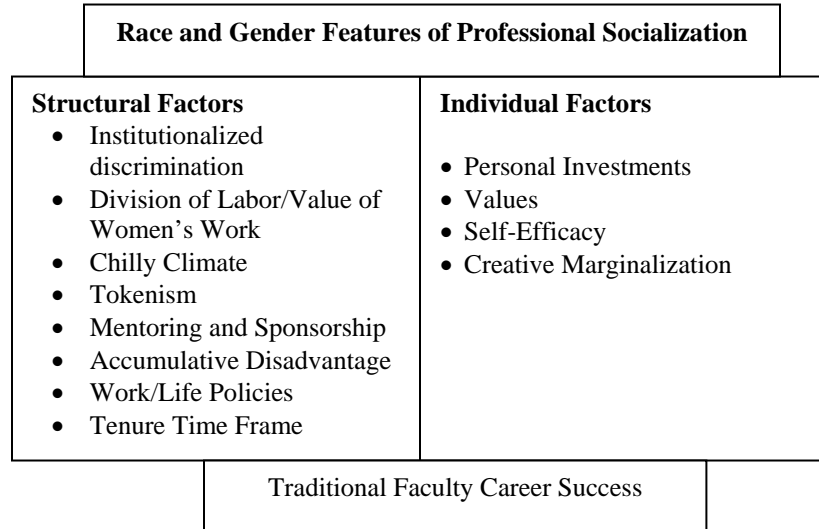 Race and Gender Features of Professional Socialization
Structural Factors
• Institutionalized
discrimination
• Division of Labor/Value of
Women's Work
• Chilly Climate
• Tokenism
• Mentoring and Sponsorship
• Accumulative Disadvantage
• Work/Life Policies
• Tenure Time Frame
Individual Factors
• Personal Investments
• Values
• Self-Efficacy
• Creative Marginalization
Traditional Faculty Career Success